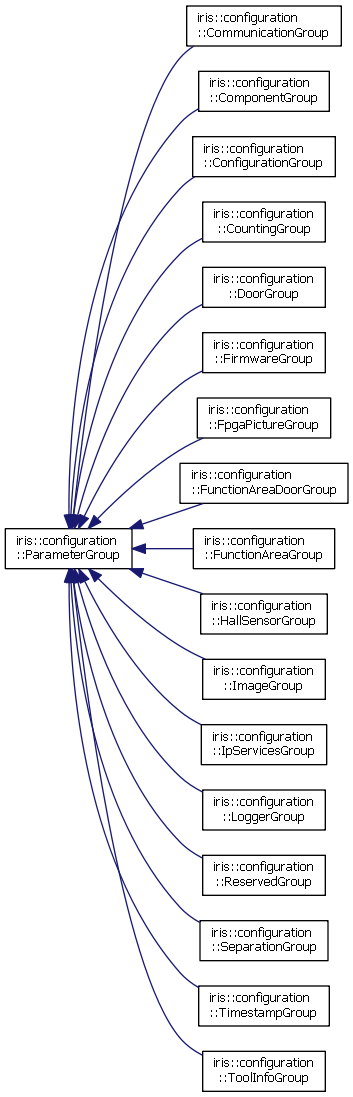 iris::configuration
::CommunicationGroup
iris::configuration
::ComponentGroup
iris::configuration
::ConfigurationGroup
iris::configuration
::CountingGroup
iris::configuration
::DoorGroup
iris::configuration
::FirmwareGroup
iris::configuration
::FpgaPictureGroup
iris::configuration
::FunctionAreaDoorGroup
iris::configuration
::ParameterGroup
iris::configuration
::FunctionAreaGroup
iris::configuration
::HallSensorGroup
iris::configuration
::ImageGroup
iris::configuration
::IpServicesGroup
iris::configuration
::LoggerGroup
iris::configuration
::ReservedGroup
iris::configuration
::SeparationGroup
iris::configuration
::TimestampGroup
iris::configuration
::ToolInfoGroup